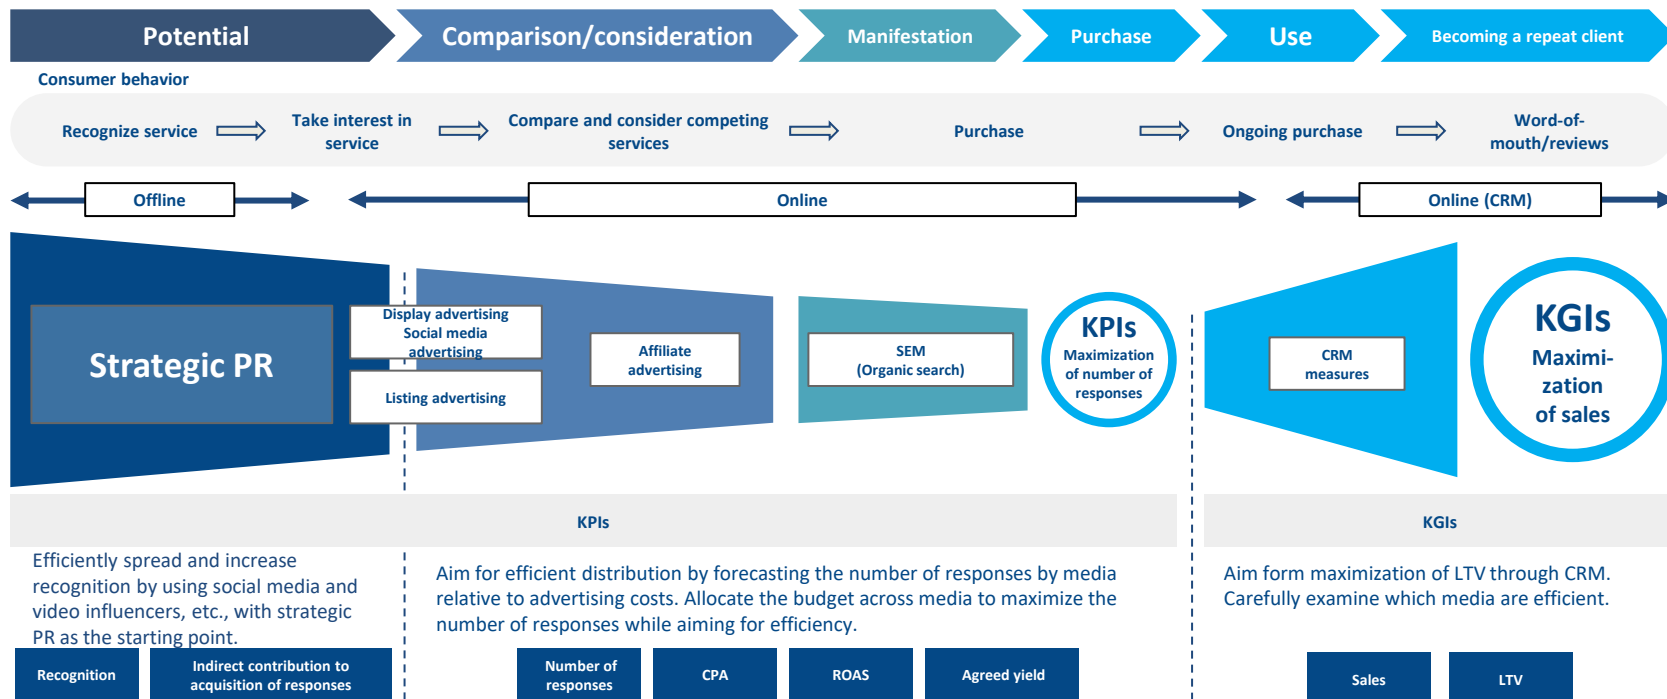 Potential
Comparison/consideration
Manifestation
Purchase
Use
Becoming a repeat client
Consumer behavior
Recognize service
Take interest in
service
Compare and consider competing
services
Purchase
Ongoing purchase
Word-of-
mouth/reviews
Offline
Online
Online (CRM)
Strategic PR
Display advertising
Social media
advertising
Listing advertising
Affiliate
advertising
SEM
(Organic search)
KPIs
Maximization
of number of
responses
CRM
measures
KGIs
Maximi-
zation
of sales
KPIs
KGIs
Efficiently spread and increase
recognition by using social media and
video influencers, etc., with strategic
PR as the starting point.
Aim for efficient distribution by forecasting the number of responses by media
relative to advertising costs. Allocate the budget across media to maximize the
number of responses while aiming for efficiency.
Aim form maximization of LTV through CRM.
Carefully examine which media are efficient.
Recognition
Indirect contribution to
acquisition of responses
Number of
responses
CPA
ROAS
Agreed yield
Sales
LTV